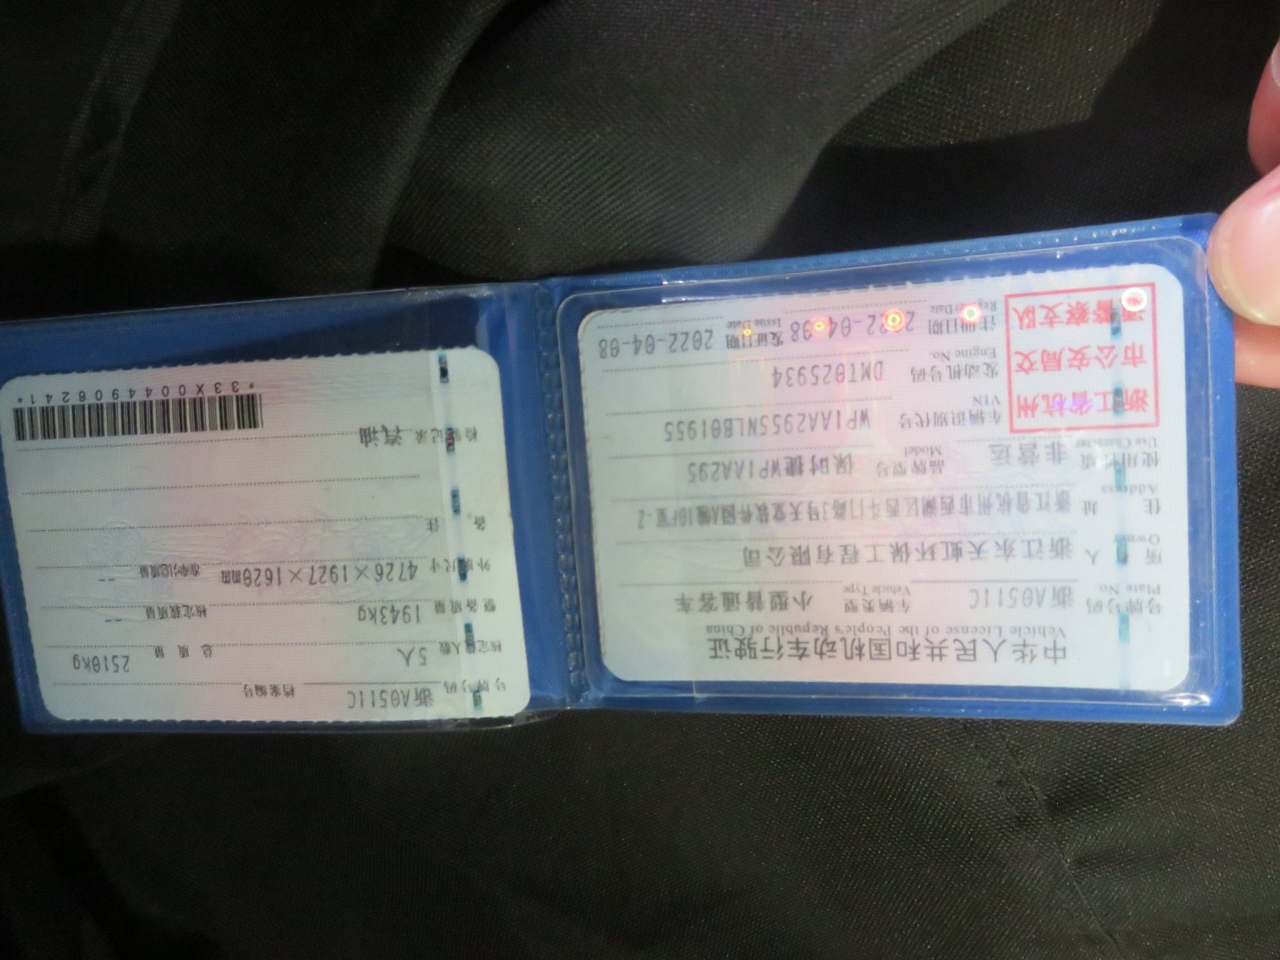 中华人民共和国机动车行驶证
Vehicle License of the People's Republic of China
号牌号码 浙A0511C 车辆类型 小型普通客车
Plate No. Vehicle Type
所有人 浙江东天虹环保工程有限公司
Owner
住址 浙江省杭州市西湖区西斗门路3号天堂软件园A幢10F室-2
Address
使用性质 非营运 品牌型号 保时捷WP1AA295
Use Character Model
浙江省杭州
市公安局交
通警察支队
车辆识别代号 WP1AA2955NLB01955
VIN
发动机号码 DMT025934
Engine No.
注册日期 2022-04-08 发证日期 2022-04-08
Register Date Issue Date
号牌号码 浙A0511C 档案编号
核定载人数 5人 总质量 2510kg
整备质量 1943kg 核定载质量 --
外廓尺寸 4726×1927×1620mm 准牵引总质量 --
备注
检验记录 汽油
*33X0044906241*